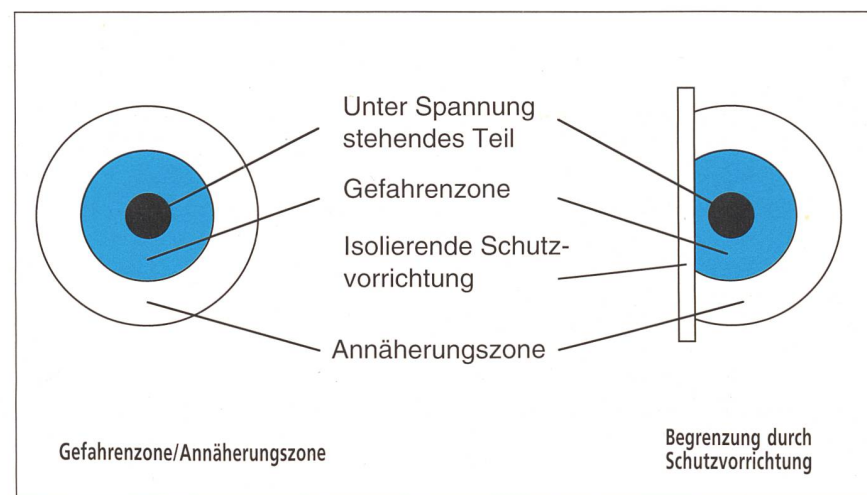 Unter Spannung
stehendes Teil
Gefahrenzone
Isolierende Schutz-
vorrichtung
Annäherungszone
Gefahrenzone/Annäherungszone
Begrenzung durch
Schutzvorrichtung